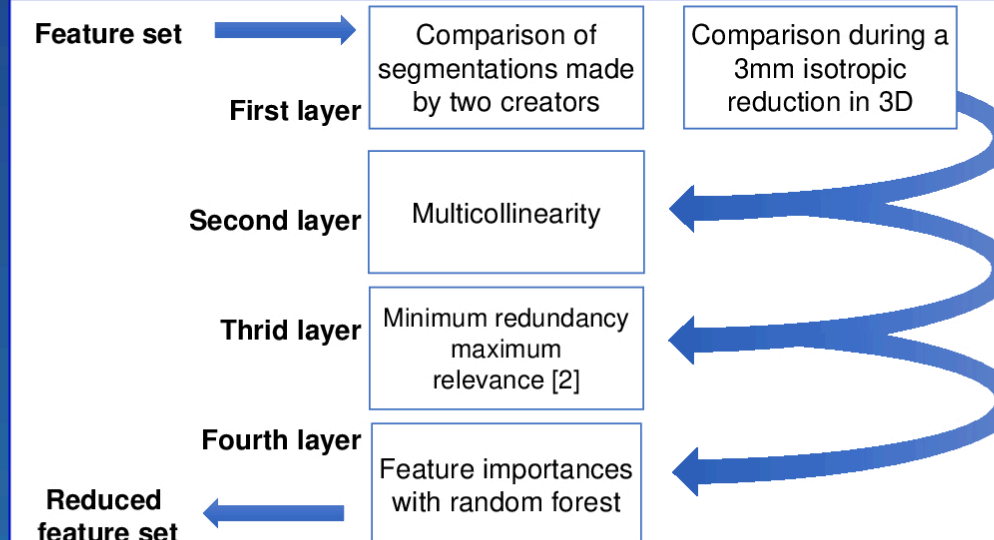 Feature set
Comparison of
segmentations made
by two creators
Comparison during a
3mm isotropic
reduction in 3D
First layer
Second layer
Multicollinearity
Thrid layer
Minimum redundancy
maximum
relevance [2]
Fourth layer
Feature importances
with random forest
Reduced
feature set